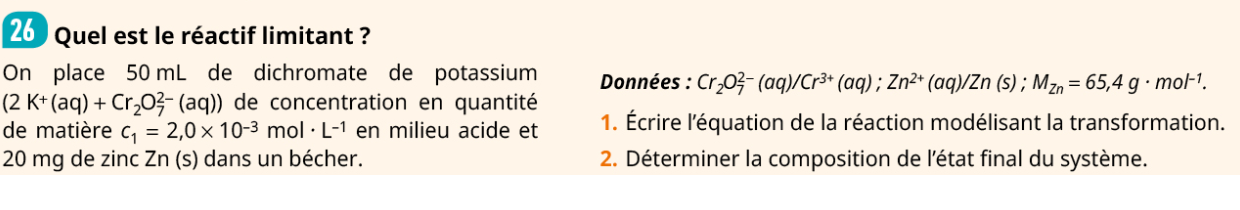 26 Quel est le réactif limitant ?
On place 50 mL de dichromate de potassium
(2 K⁺ (aq) + Cr₂O₇²⁻ (aq)) de concentration en quantité
de matière c₁ = 2,0 × 10⁻³ mol · L⁻¹ en milieu acide et
20 mg de zinc Zn (s) dans un bécher.
Données : Cr₂O₇²⁻ (aq)/Cr³⁺ (aq) ; Zn²⁺ (aq)/Zn (s) ; M_Zn = 65,4 g · mol⁻¹.
1. Écrire l’équation de la réaction modélisant la transformation.
2. Déterminer la composition de l’état final du système.